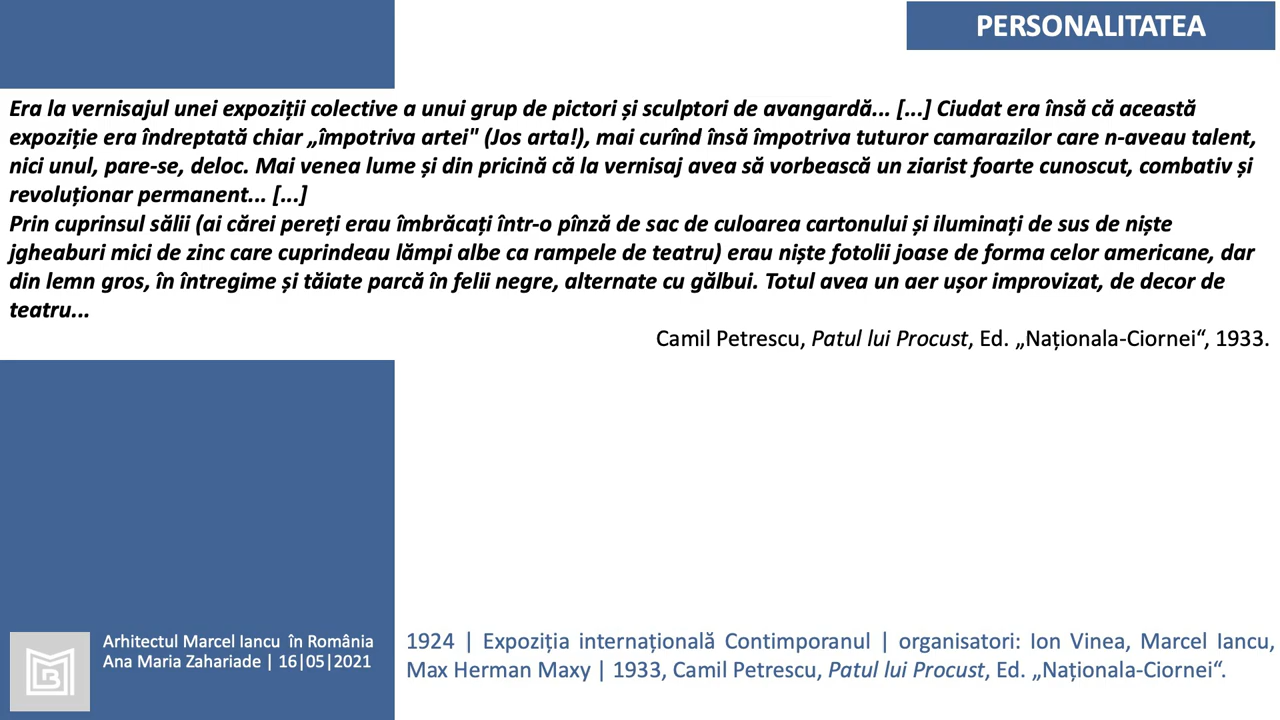 PERSONALITATEA
Era la vernisajul unei expoziții colective a unui grup de pictori și sculptori de avangardă... [...] Ciudat era însă că această
expoziție era îndreptată chiar „împotriva artei" (Jos arta!), mai curînd însă împotriva tuturor camarazilor care n-aveau talent,
nici unul, pare-se, deloc. Mai venea lume și din pricină că la vernisaj avea să vorbească un ziarist foarte cunoscut, combativ și
revoluționar permanent... [...]
Prin cuprinsul sălii (ai cărei pereți erau îmbrăcați într-o pînză de sac de culoarea cartonului și iluminați de sus de niște
jgheaburi mici de zinc care cuprindeau lămpi albe ca rampele de teatru) erau niște fotolii joase de forma celor americane, dar
din lemn gros, în întregime și tăiate parcă în felii negre, alternate cu gălbui. Totul avea un aer ușor improvizat, de decor de
teatru...
Camil Petrescu, Patul lui Procust, Ed. „Naționala-Ciornei“, 1933.
Arhitectul Marcel Iancu în România
Ana Maria Zahariade | 16|05|2021
1924 | Expoziția internațională Contimporanul | organisatori: Ion Vinea, Marcel Iancu,
Max Herman Maxy | 1933, Camil Petrescu, Patul lui Procust, Ed. „Naționala-Ciornei“.